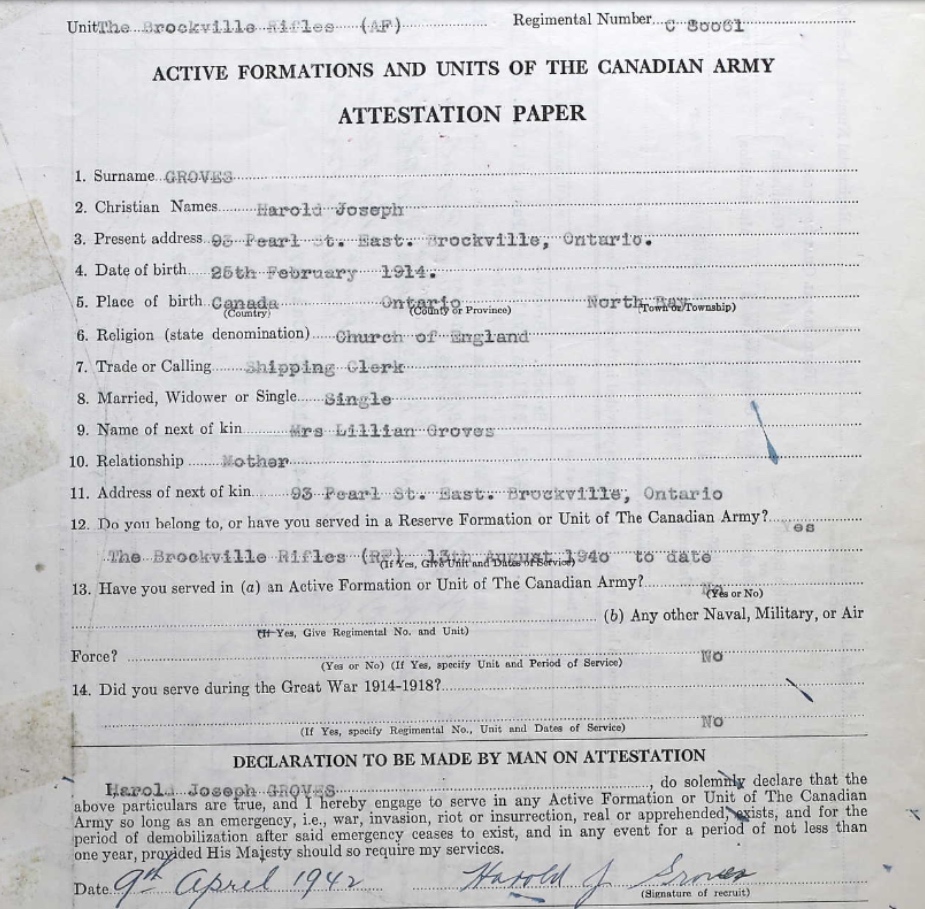 Unit The Brockville Rifles (AF) Regimental Number C 80061
ACTIVE FORMATIONS AND UNITS OF THE CANADIAN ARMY
ATTESTATION PAPER
1. Surname GROVES
2. Christian Names Harold Joseph
3. Present address 93 Pearl St. East. Brockville, Ontario.
4. Date of birth 25th February 1914.
5. Place of birth Canada Ontario North Bay
(Country) (County or Province) (Town or Township)
6. Religion (state denomination) Church of England
7. Trade or Calling Shipping Clerk
8. Married, Widower or Single Single
9. Name of next of kin Mrs Lillian Groves
10. Relationship Mother
11. Address of next of kin 93 Pearl St. East. Brockville, Ontario
12. Do you belong to, or have you served in a Reserve Formation or Unit of The Canadian Army? Yes
The Brockville Rifles (RF) 13th August 1940 to date
(If Yes, Give Unit and Dates of Service)
13. Have you served in (a) an Active Formation or Unit of The Canadian Army?
(Yes or No)
(b) Any other Naval, Military, or Air
(If Yes, Give Regimental No. and Unit)
Force? No
(Yes or No) (If Yes, specify Unit and Period of Service)
14. Did you serve during the Great War 1914-1918?
No
(If Yes, specify Regimental No., Unit and Dates of Service)
DECLARATION TO BE MADE BY MAN ON ATTESTATION
Harold Joseph GROVES, do solemnly declare that the
above particulars are true, and I hereby engage to serve in any Active Formation or Unit of The Canadian
Army so long as an emergency, i.e., war, invasion, riot or insurrection, real or apprehended, exists, and for the
period of demobilization after said emergency ceases to exist, and in any event for a period of not less than
one year, provided His Majesty should so require my services.
Date 9th April 1942 Harold J Groves
(Signature of recruit)